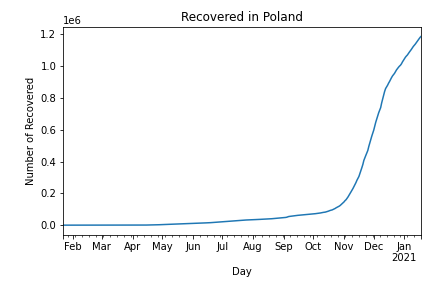 Recovered in Poland
1e6
1.2
1.0
0.8
0.6
0.4
0.2
0.0
Number of Recovered
Feb Mar Apr May Jun Jul Aug Sep Oct Nov Dec Jan
2021
Day